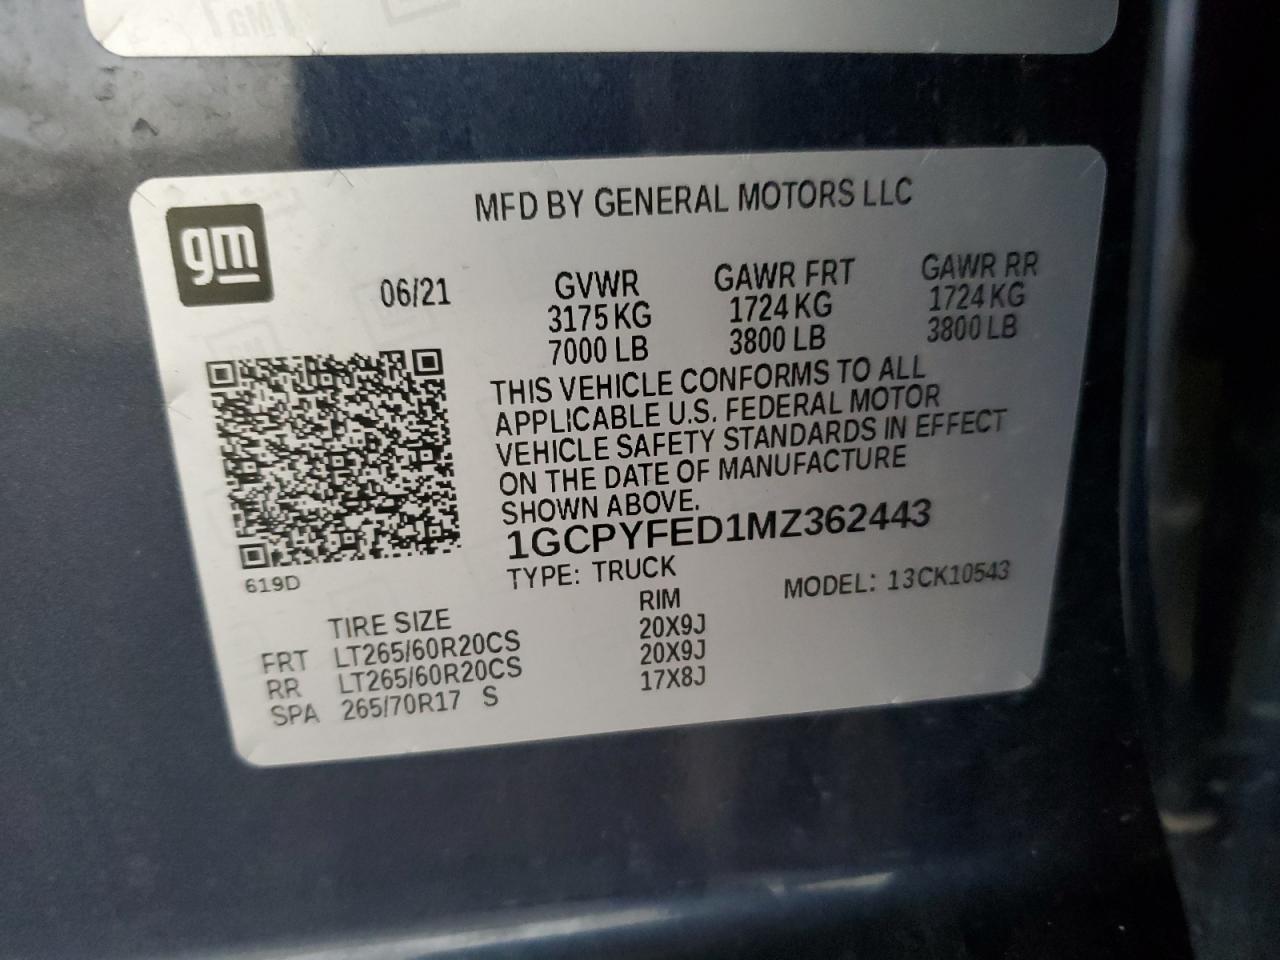 gm
MFD BY GENERAL MOTORS LLC
06/21
GVWR GAWR FRT GAWR RR
3175 KG 1724 KG 1724 KG
7000 LB 3800 LB 3800 LB
THIS VEHICLE CONFORMS TO ALL
APPLICABLE U.S. FEDERAL MOTOR
VEHICLE SAFETY STANDARDS IN EFFECT
ON THE DATE OF MANUFACTURE
SHOWN ABOVE.
1GCPYFED1MZ362443
619D
TYPE: TRUCK MODEL: 13CK10543
TIRE SIZE RIM
FRT LT265/60R20CS 20X9J
RR LT265/60R20CS 20X9J
SPA 265/70R17 S 17X8J